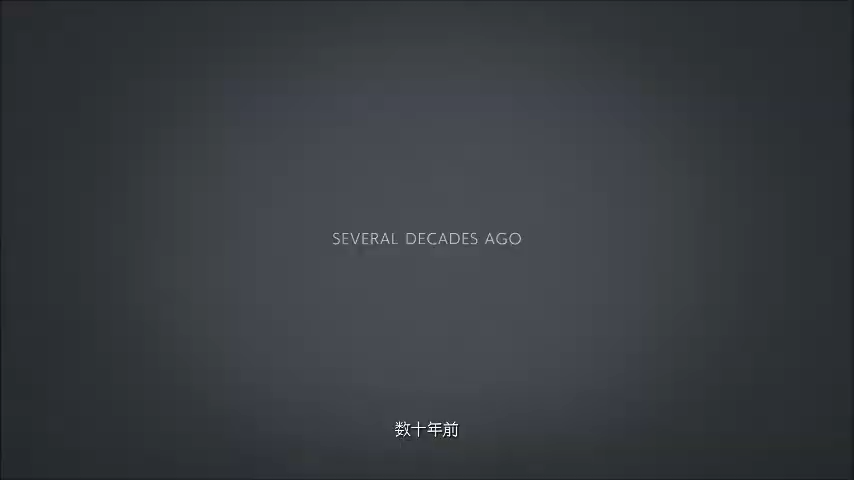 SEVERAL DECADES AGO
数十年前